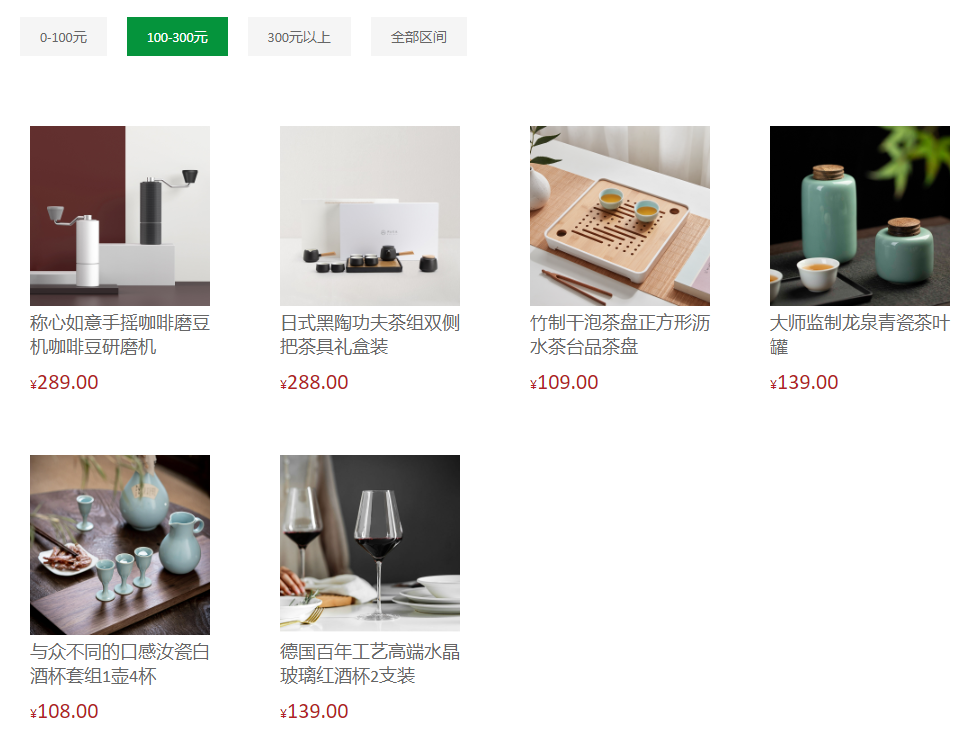 0-100元
100-300元
300元以上
全部区间
称心如意手摇咖啡磨豆
机咖啡豆研磨机
¥289.00
日式黑陶功夫茶组双侧
把茶具礼盒装
¥288.00
竹制干泡茶盘正方形沥
水茶台品茶盘
¥109.00
大师监制龙泉青瓷茶叶
罐
¥139.00
与众不同的口感汝瓷白
酒杯套组1壶4杯
¥108.00
德国百年工艺高端水晶
玻璃红酒杯2支装
¥139.00